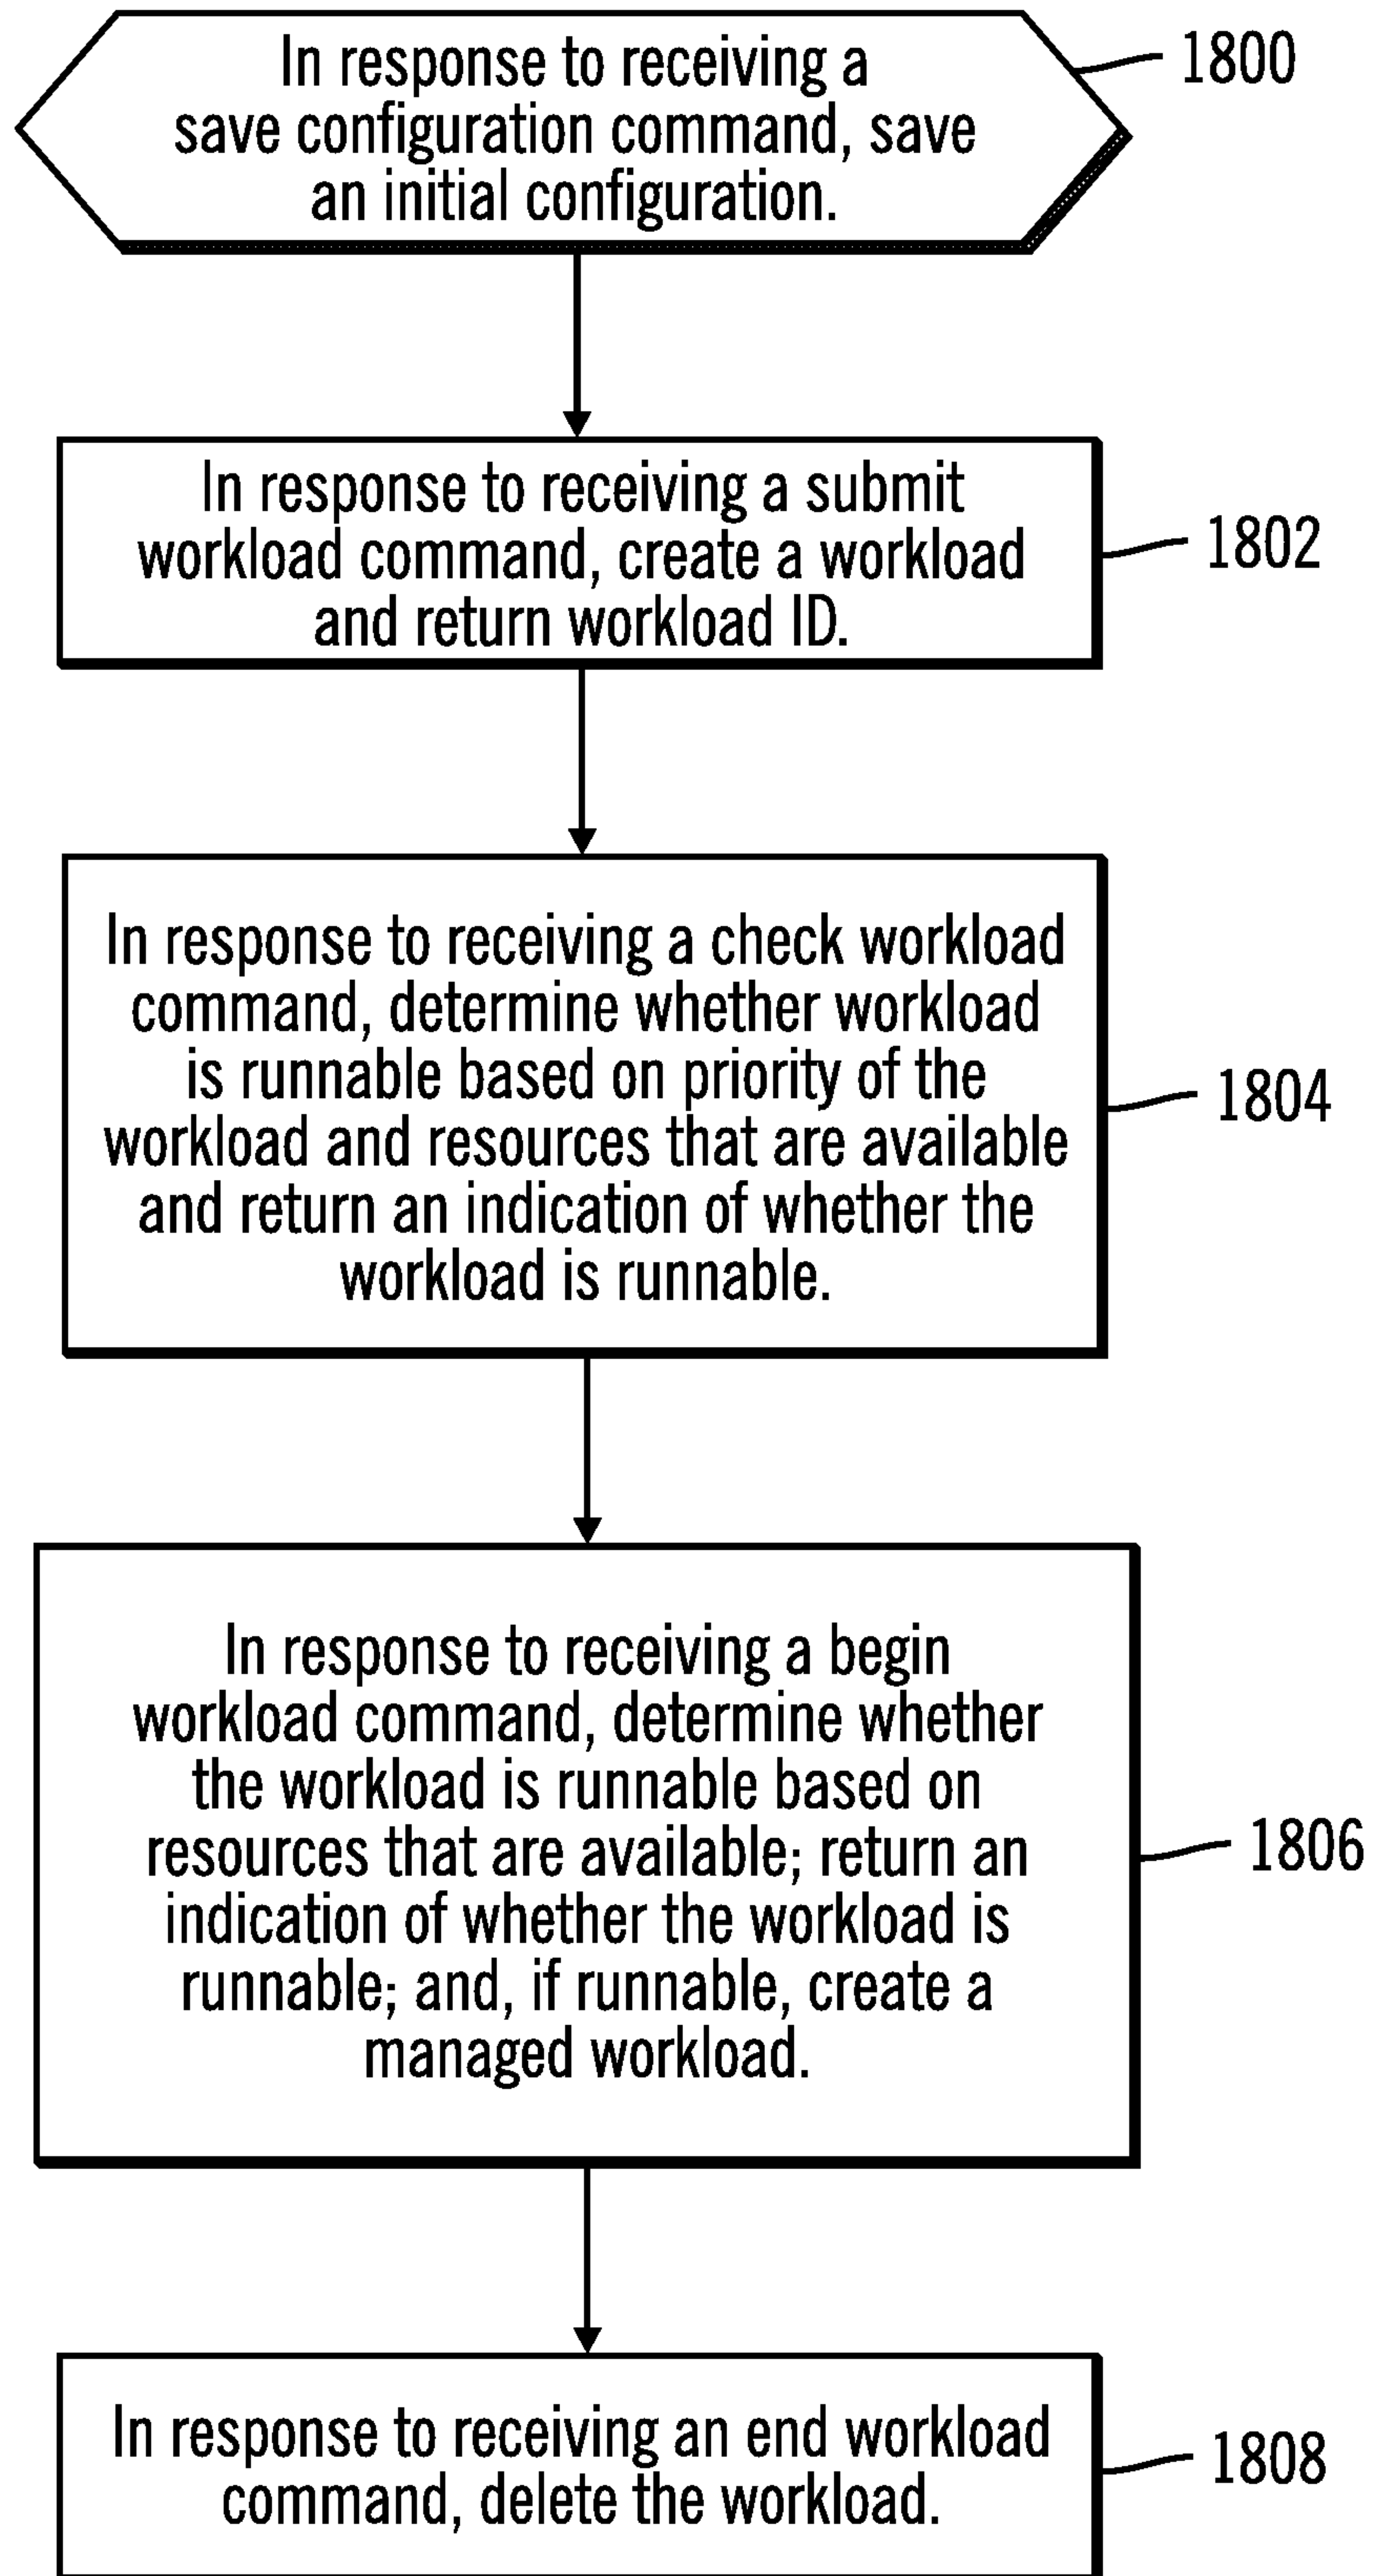 In response to receiving a
save configuration command, save
an initial configuration.
1800
In response to receiving a submit
workload command, create a workload
and return workload ID.
1802
In response to receiving a check workload
command, determine whether workload
is runnable based on priority of the
workload and resources that are available
and return an indication of whether the
workload is runnable.
1804
In response to receiving a begin
workload command, determine whether
the workload is runnable based on
resources that are available; return an
indication of whether the workload is
runnable; and, if runnable, create a
managed workload.
1806
In response to receiving an end workload
command, delete the workload.
1808